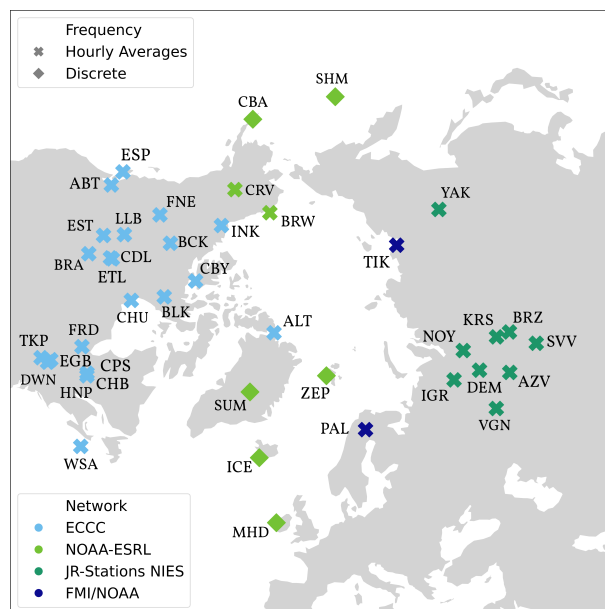 Frequency
Hourly Averages
Discrete
SHM
CBA
ESP
ABT
CRV
YAK
FNE
BRW
EST
LLB
INK
BCK
BRA
CDL
TIK
ETL
CBY
CHU
BLK
ALT
KRS
BRZ
TKP
FRD
NOY
SVV
EGB
CPS
DWN
CHB
HNP
ZEP
IGR
DEM
AZV
SUM
PAL
VGN
WSA
ICE
MHD
Network
ECCC
NOAA-ESRL
JR-Stations NIES
FMI/NOAA